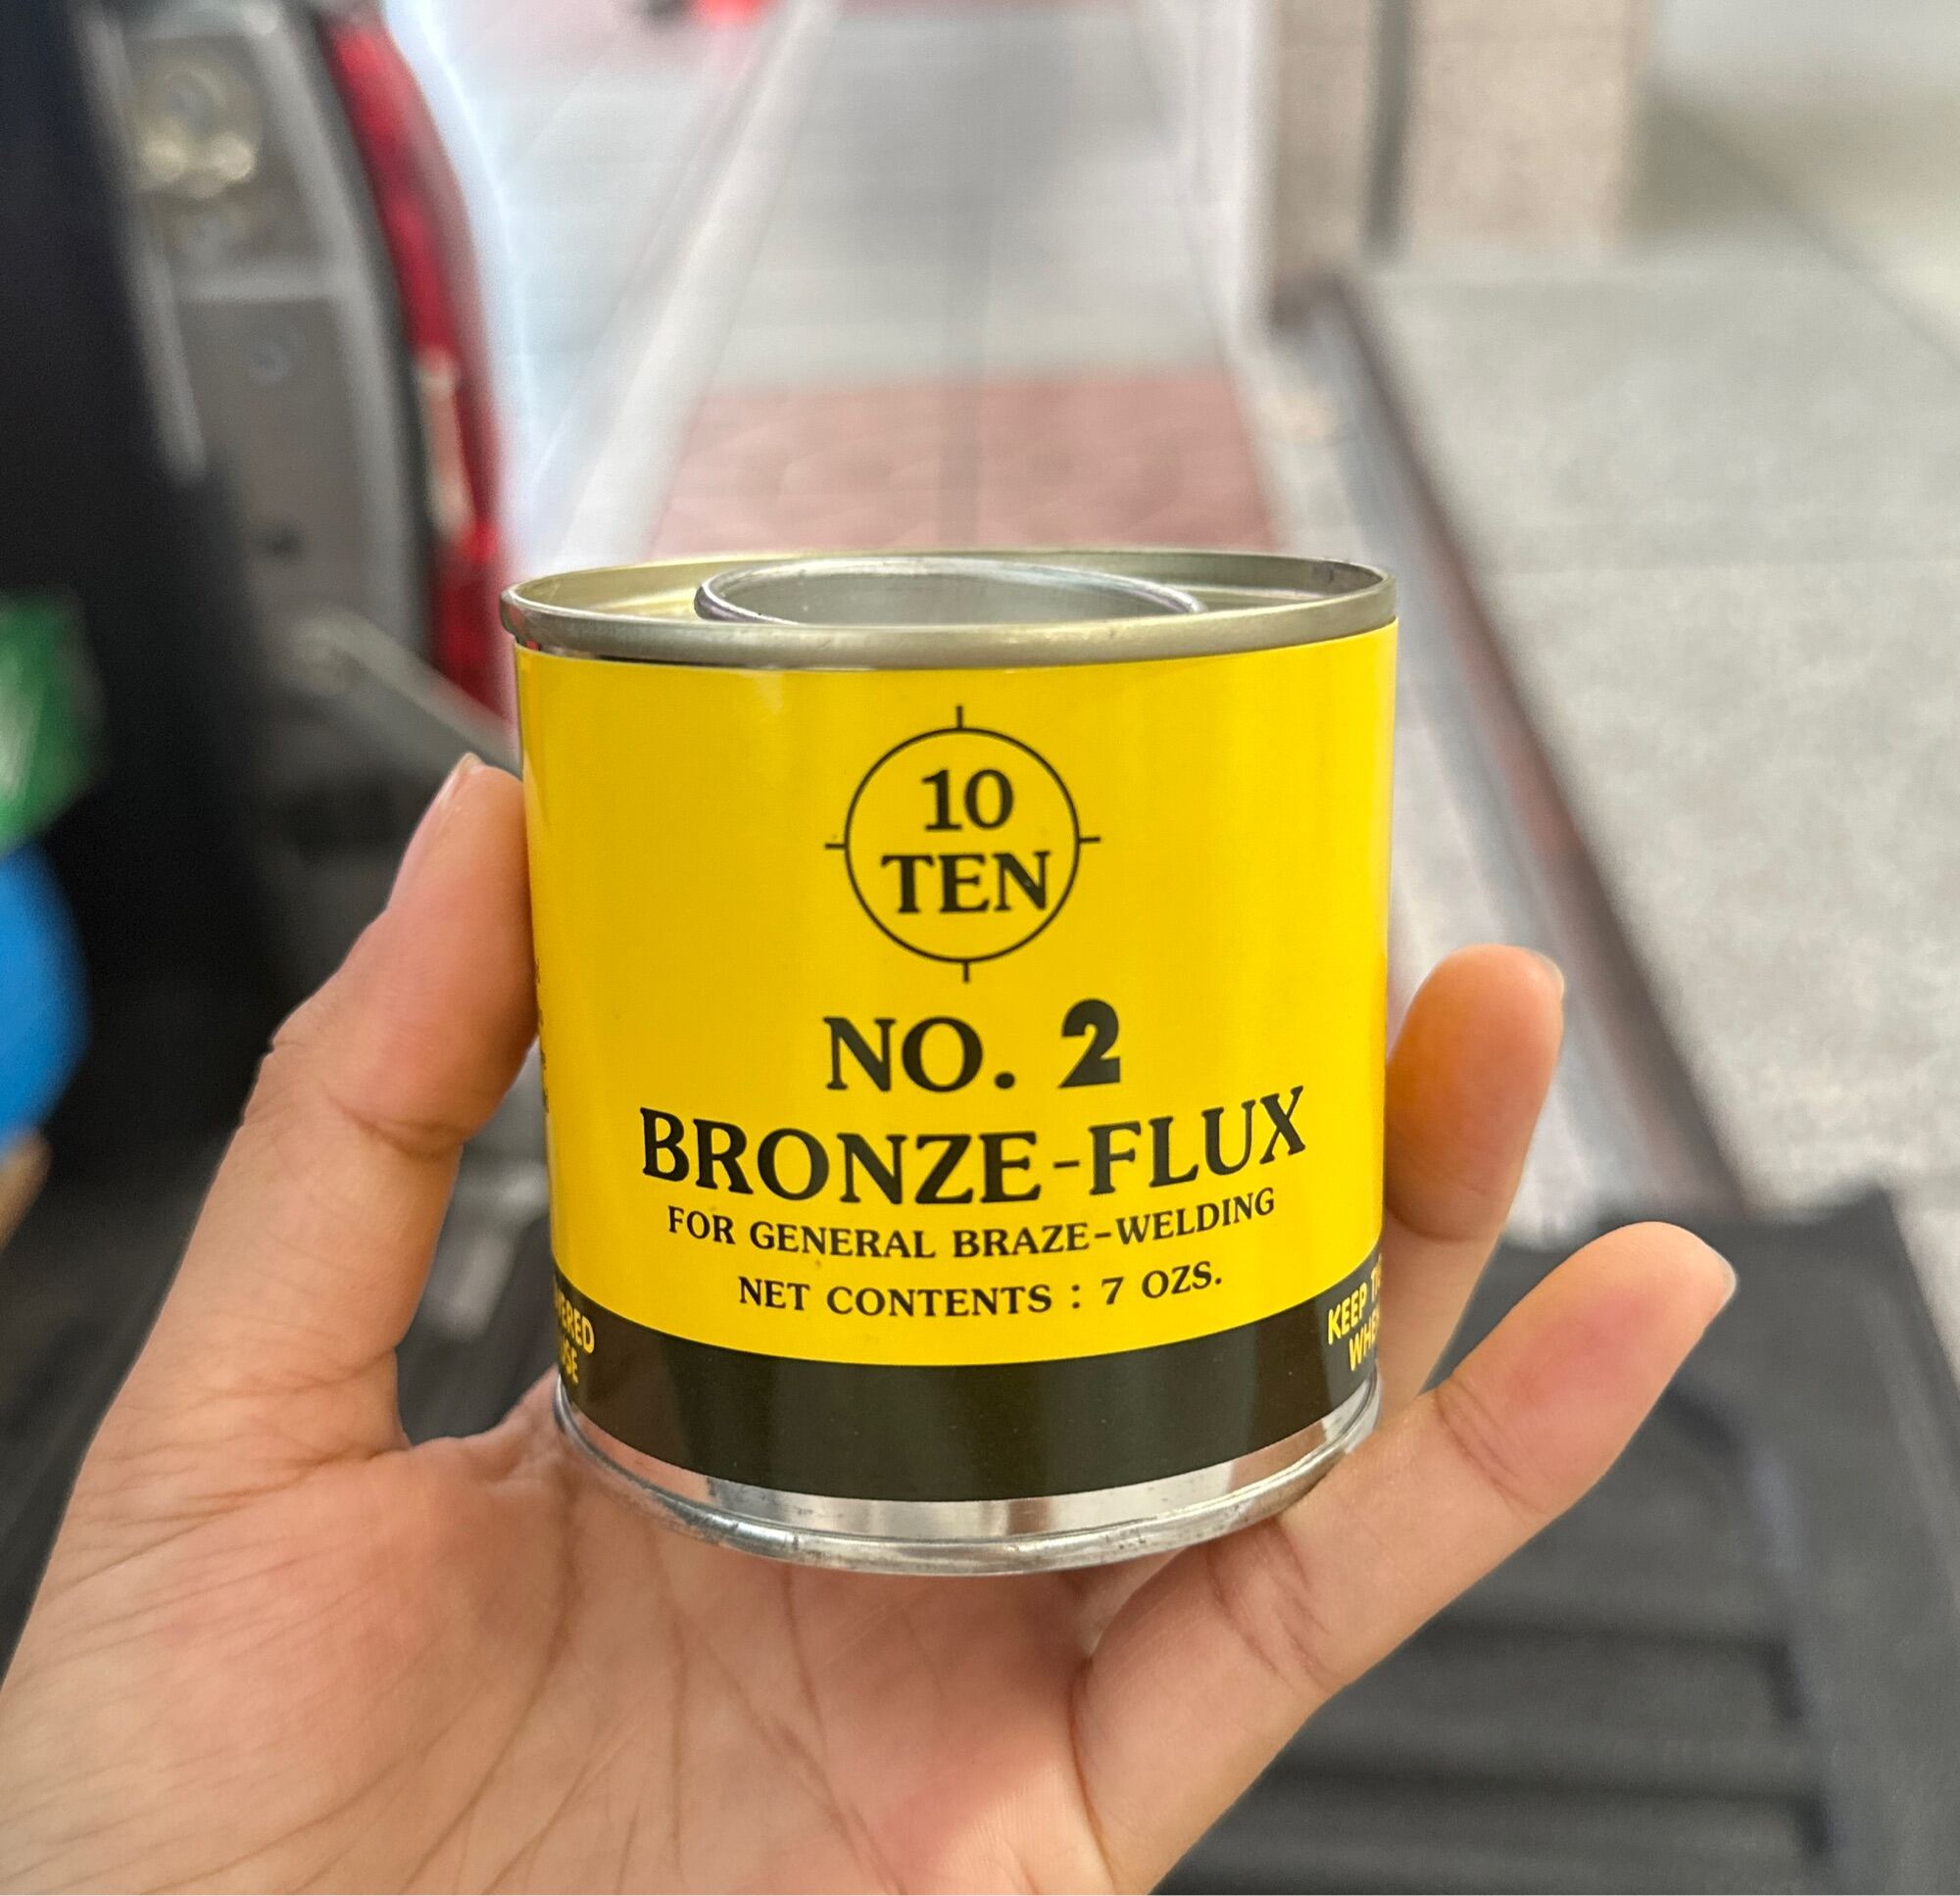 10
TEN
NO. 2
BRONZE-FLUX
FOR GENERAL BRAZE-WELDING
NET CONTENTS : 7 OZS.
KEEP